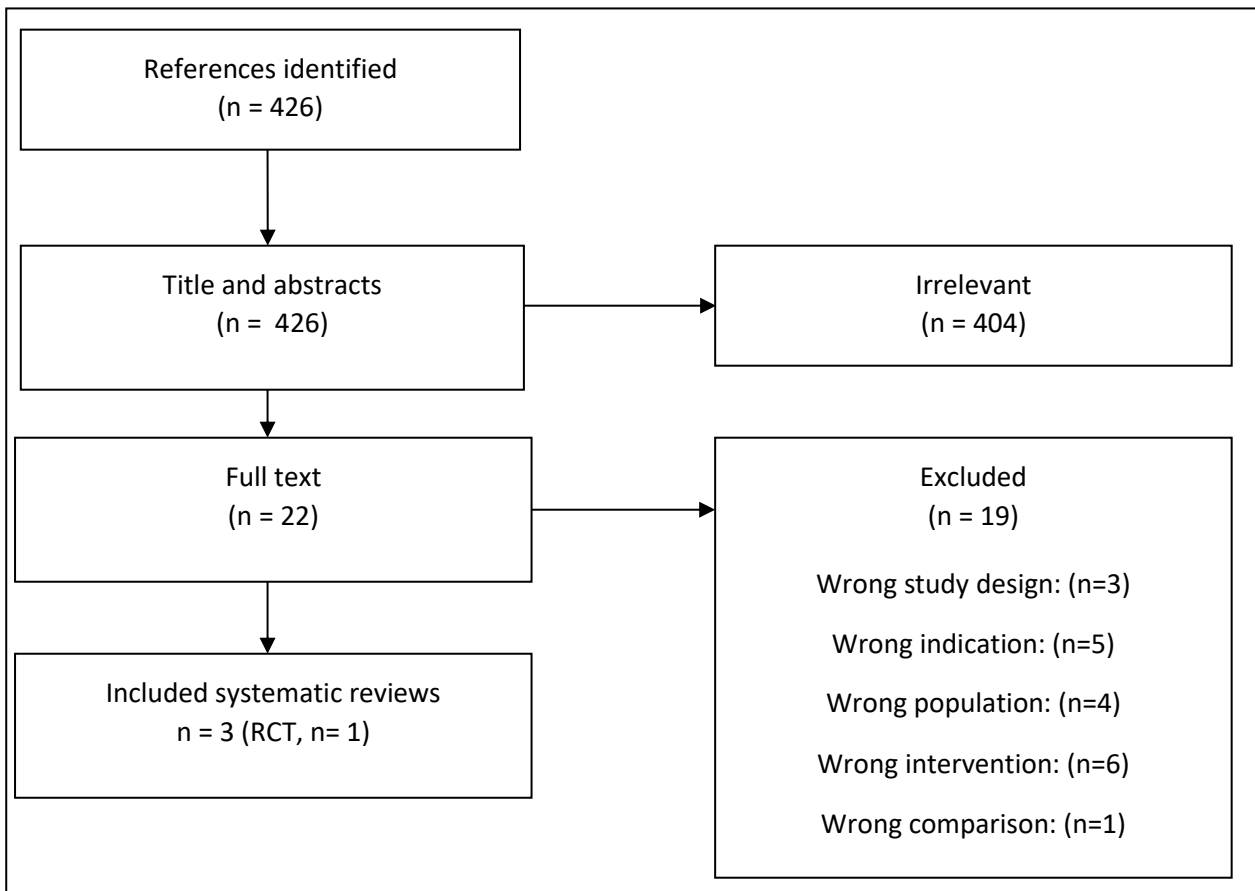 References identified
(n = 426)
Title and abstracts
(n =  426)
Irrelevant
(n = 404)
Full text
(n = 22)
Excluded
(n = 19)
Wrong study design: (n=3)
Wrong indication: (n=5)
Wrong population: (n=4)
Wrong intervention: (n=6)
Wrong comparison: (n=1)
Included systematic reviews
n = 3 (RCT, n= 1)